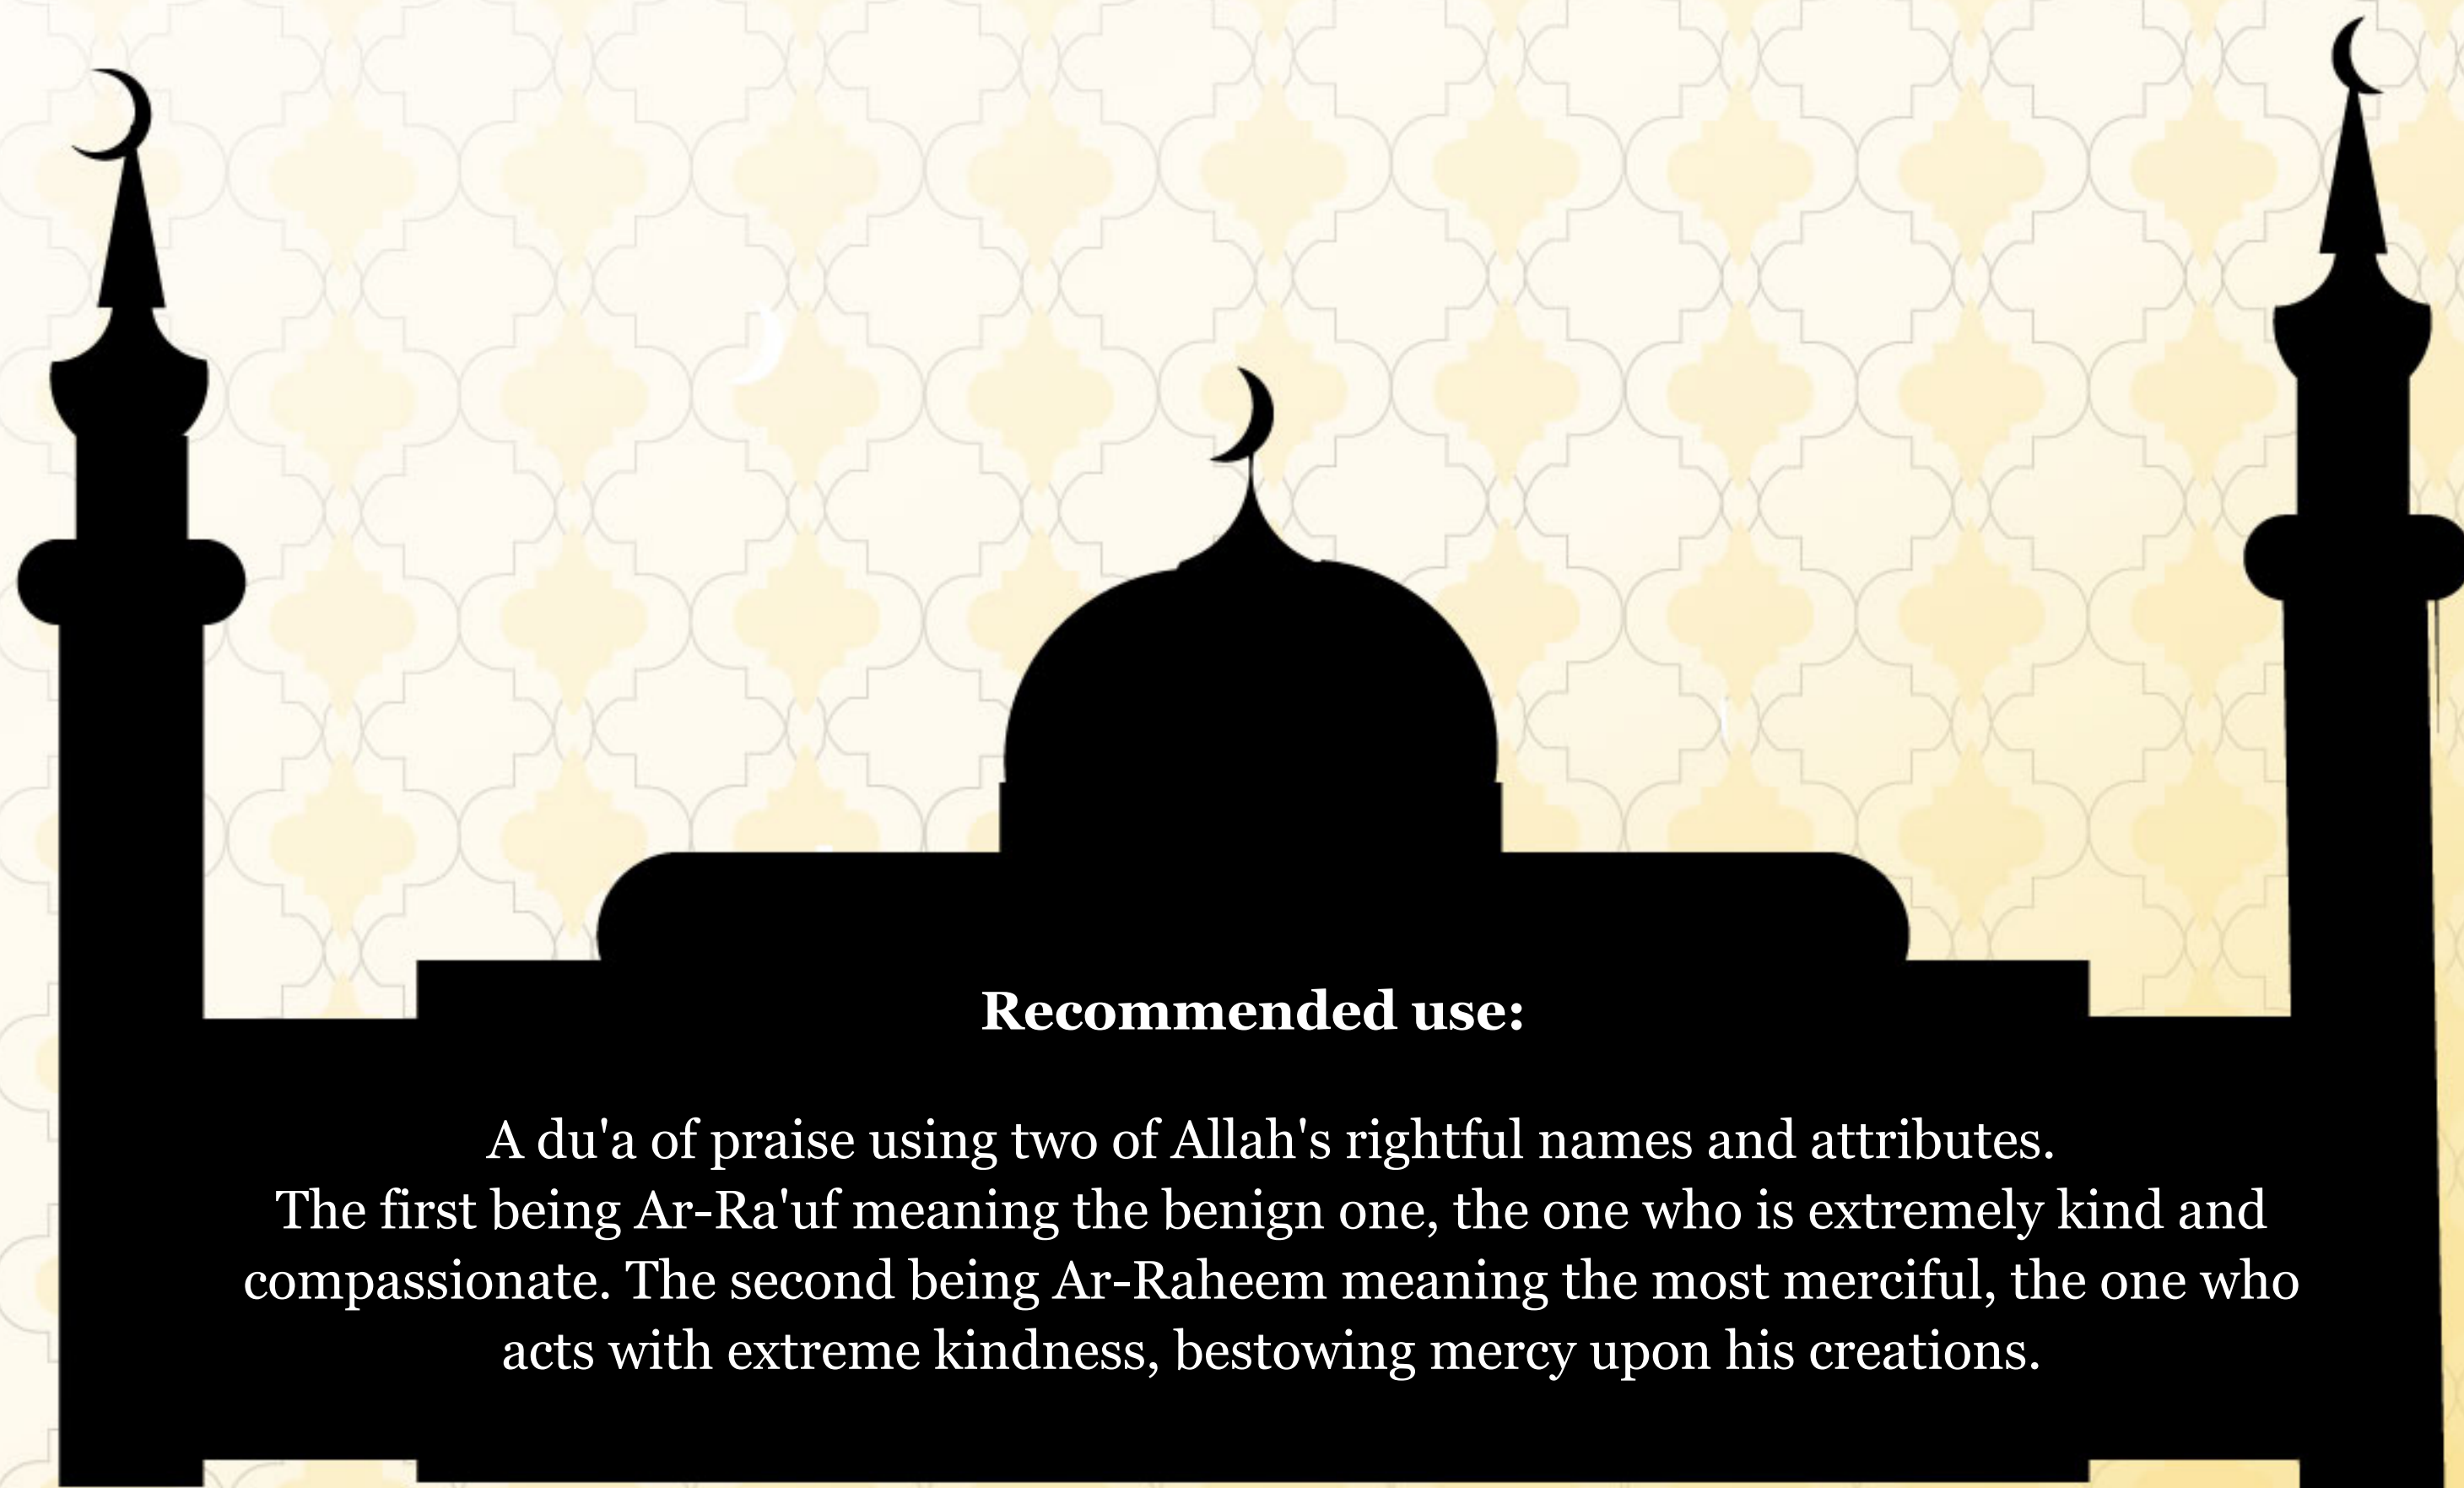 Recommended use:
A du'a of praise using two of Allah's rightful names and attributes.
The first being Ar-Ra'uf meaning the benign one, the one who is extremely kind and
compassionate. The second being Ar-Raheem meaning the most merciful, the one who
acts with extreme kindness, bestowing mercy upon his creations.